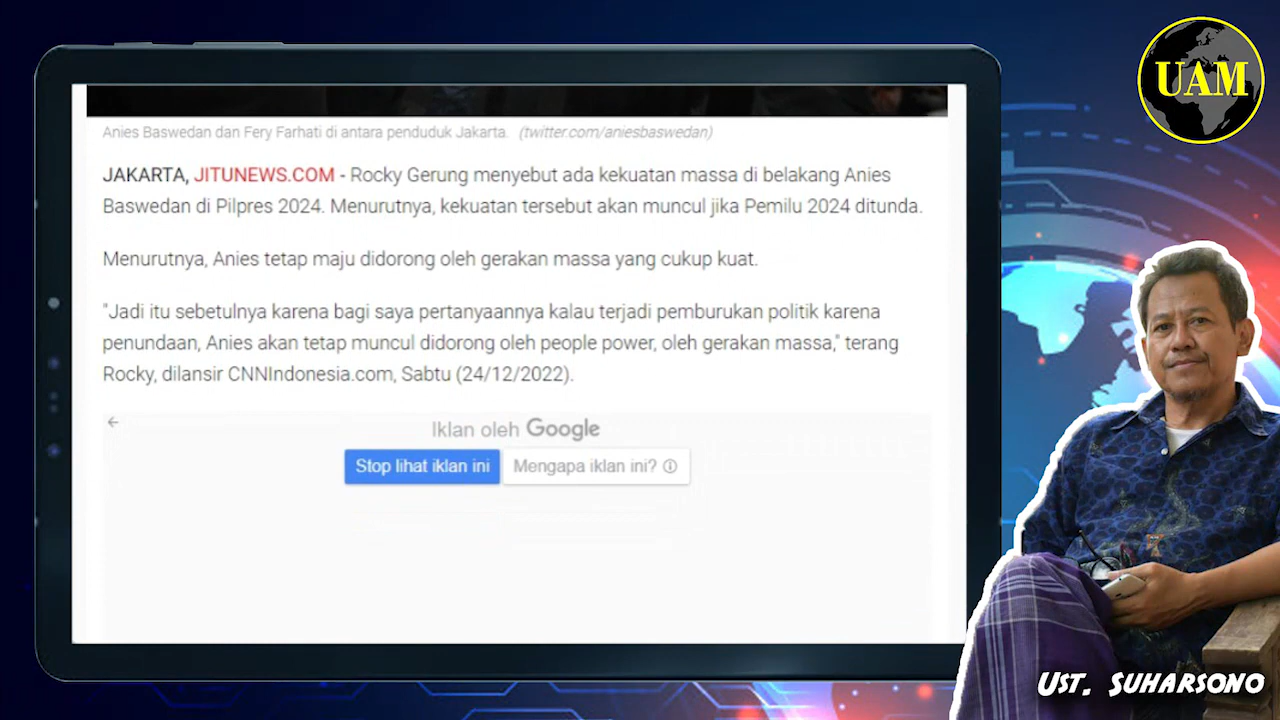 UAM
Anies Baswedan dan Fery Farhati di antara penduduk Jakarta. (twitter.com/aniesbaswedan)
JAKARTA, JITUNEWS.COM - Rocky Gerung menyebut ada kekuatan massa di belakang Anies
Baswedan di Pilpres 2024. Menurutnya, kekuatan tersebut akan muncul jika Pemilu 2024 ditunda.
Menurutnya, Anies tetap maju didorong oleh gerakan massa yang cukup kuat.
"Jadi itu sebetulnya karena bagi saya pertanyaannya kalau terjadi pemburukan politik karena
penundaan, Anies akan tetap muncul didorong oleh people power, oleh gerakan massa," terang
Rocky, dilansir CNNIndonesia.com, Sabtu (24/12/2022).
Iklan oleh Google
Stop lihat iklan ini Mengapa iklan ini?
UST. SUHARSONO